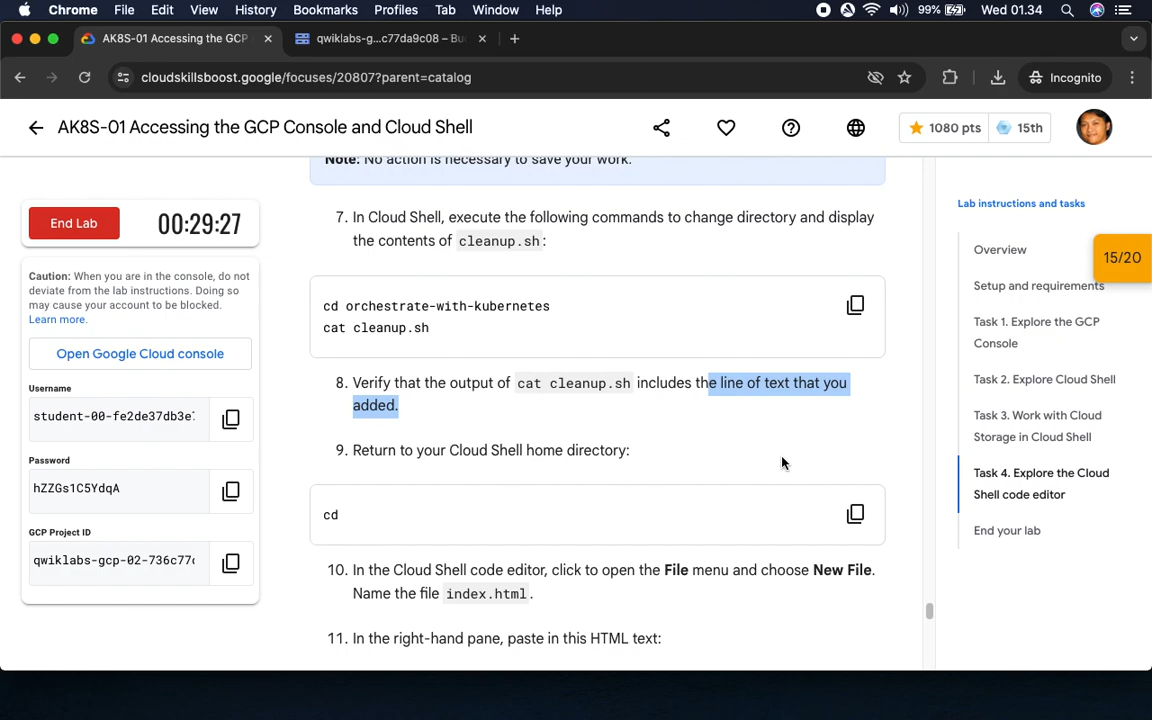 Chrome File Edit View History Bookmarks Profiles Tab Window Help 99% Wed 01.34
AK8S-01 Accessing the GCP
qwiklabs-g...c77da9c08 – Bu
cloudskillsboost.google/focuses/20807?parent=catalog
Incognito
AK8S-01 Accessing the GCP Console and Cloud Shell
1080 pts
15th
End Lab
00:29:27
Caution: When you are in the console, do not
deviate from the lab instructions. Doing so
may cause your account to be blocked.
Learn more.
Open Google Cloud console
Username
student-00-fe2de37db3e
Password
hZZGs1C5YdqA
GCP Project ID
qwiklabs-gcp-02-736c77
Note: No action is necessary to save your work.
7. In Cloud Shell, execute the following commands to change directory and display
the contents of cleanup.sh:
cd orchestrate-with-kubernetes
cat cleanup.sh
8. Verify that the output of cat cleanup.sh includes the line of text that you
added.
9. Return to your Cloud Shell home directory:
cd
10. In the Cloud Shell code editor, click to open the File menu and choose New File.
Name the file index.html.
11. In the right-hand pane, paste in this HTML text:
Lab instructions and tasks
Overview
15/20
Setup and requirements
Task 1. Explore the GCP
Console
Task 2. Explore Cloud Shell
Task 3. Work with Cloud
Storage in Cloud Shell
Task 4. Explore the Cloud
Shell code editor
End your lab